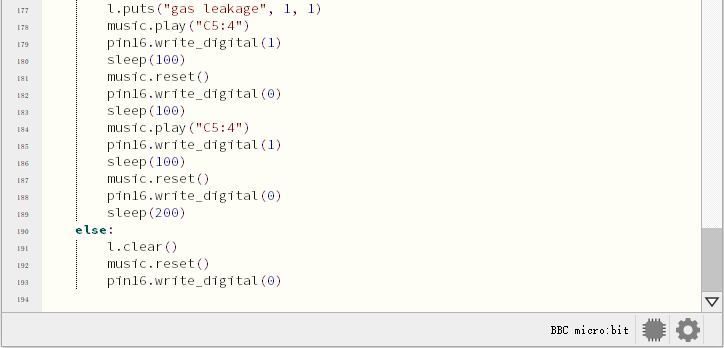 177 l.puts("gas leakage", 1, 1)
178 music.play("C5:4")
179 pin16.write_digital(1)
180 sleep(100)
181 music.reset()
182 pin16.write_digital(0)
183 sleep(100)
184 music.play("C5:4")
185 pin16.write_digital(1)
186 sleep(100)
187 music.reset()
188 pin16.write_digital(0)
189 sleep(200)
190 else:
191 l.clear()
192 music.reset()
193 pin16.write_digital(0)
194
BBC micro:bit